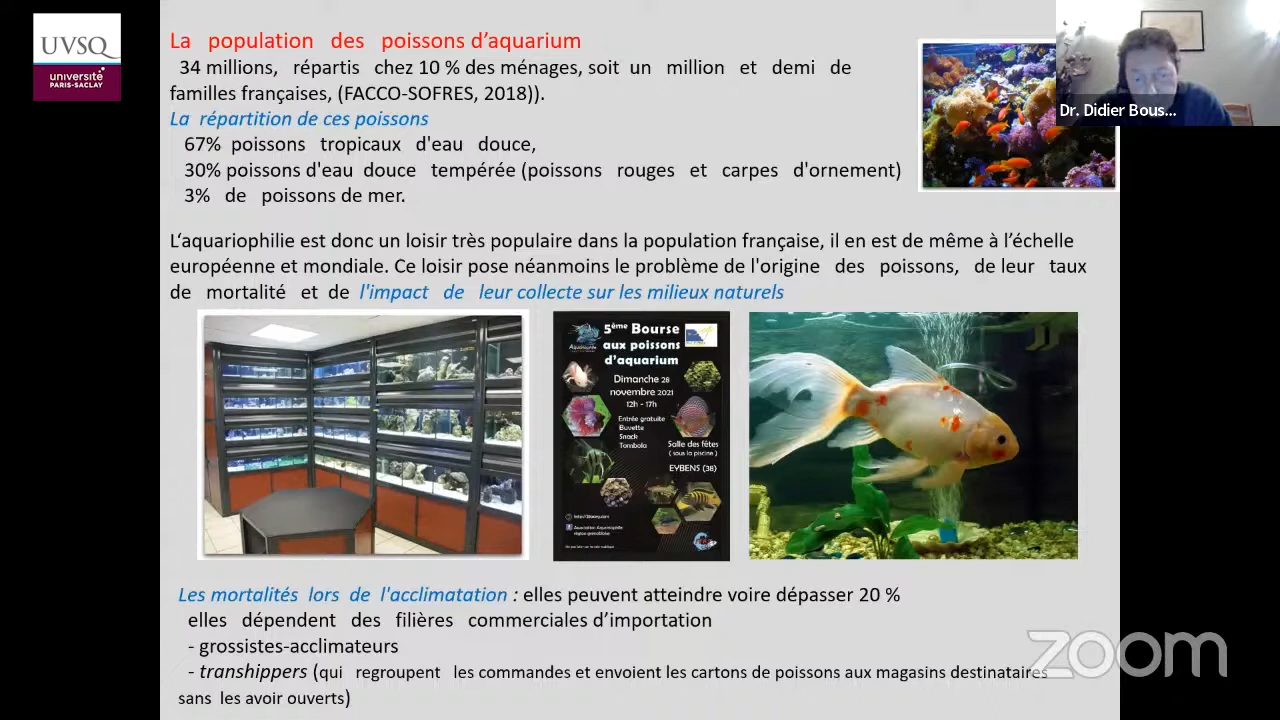 UVSQ
université
PARIS-SACLAY
La population des poissons d’aquarium
34 millions, répartis chez 10 % des ménages, soit un million et demi de
familles françaises, (FACCO-SOFRES, 2018)).
La répartition de ces poissons
67% poissons tropicaux d'eau douce,
30% poissons d'eau douce tempérée (poissons rouges et carpes d'ornement)
3% de poissons de mer.
Dr. Didier Bous...
L‘aquariophilie est donc un loisir très populaire dans la population française, il en est de même à l’échelle
européenne et mondiale. Ce loisir pose néanmoins le problème de l'origine des poissons, de leur taux
de mortalité et de l'impact de leur collecte sur les milieux naturels
5ème Bourse
aux poissons
d'aquarium
Dimanche 28
novembre 2021
12h - 17h
Entrée gratuite
Buvette
Snack
Tombola
Salle des fêtes
( sous la piscine )
EYBENS (38)
Association Aquariophile
région grenobloise
Les mortalités lors de l'acclimatation : elles peuvent atteindre voire dépasser 20 %
elles dépendent des filières commerciales d’importation
- grossistes-acclimateurs
- transhippers (qui regroupent les commandes et envoient les cartons de poissons aux magasins destinataires
sans les avoir ouverts)
zoom